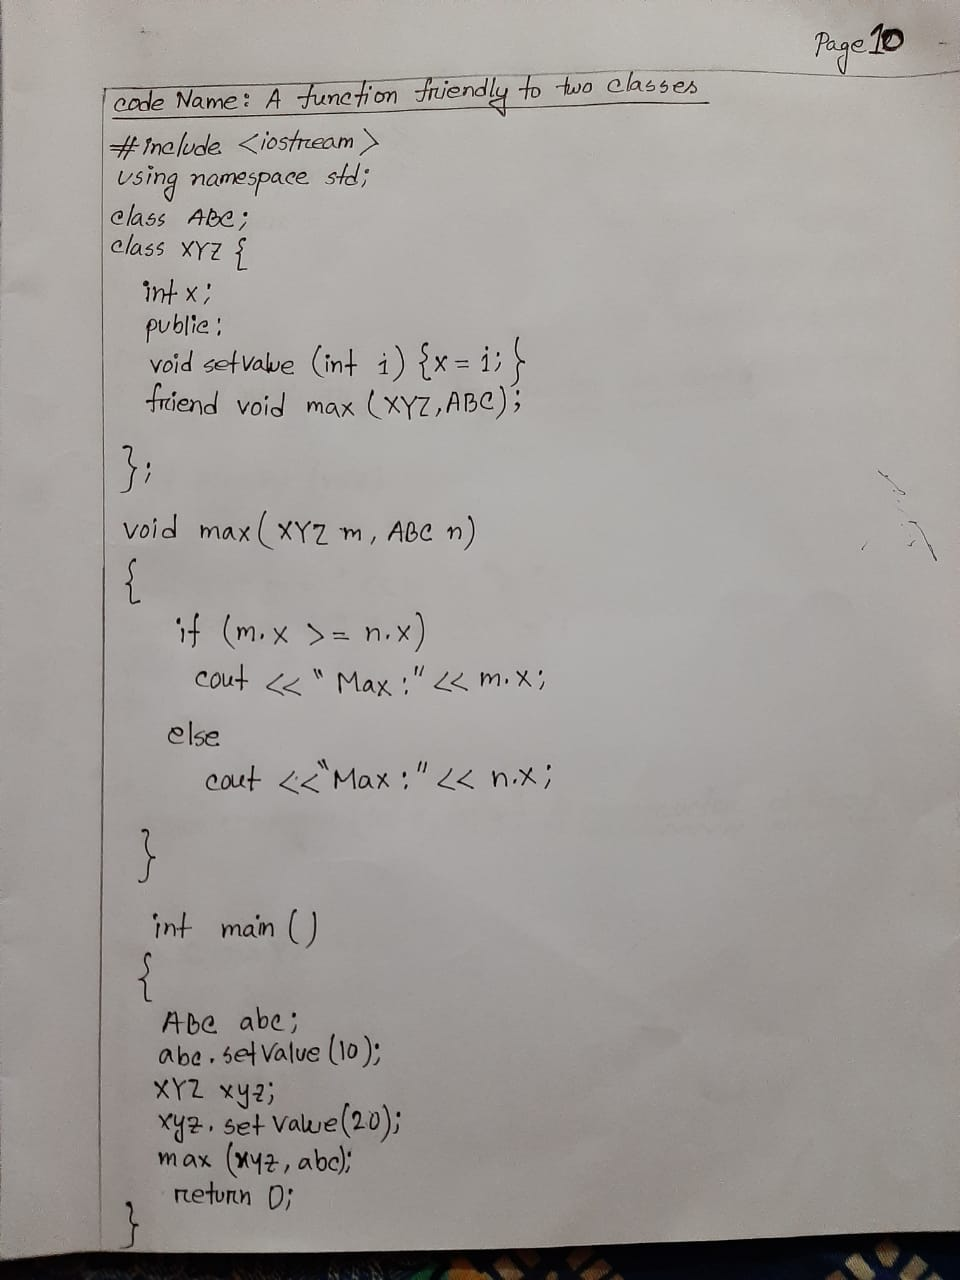 Page 10
code Name: A function friendly to two classes
#include <iostream>
using namespace std;
class ABC;
class XYZ {
int x;
public:
void setvalue (int i) {x = i;}
friend void max (XYZ, ABC);
};
void max (XYZ m, ABC n)
{
if (m.x >= n.x)
cout << "Max:" << m.x;
else
cout << "Max:" << n.x;
}
int main ()
{
ABC abc;
abc.setValue (10);
XYZ xyz;
xyz.set Value (20);
max (xyz, abc);
return 0;
}